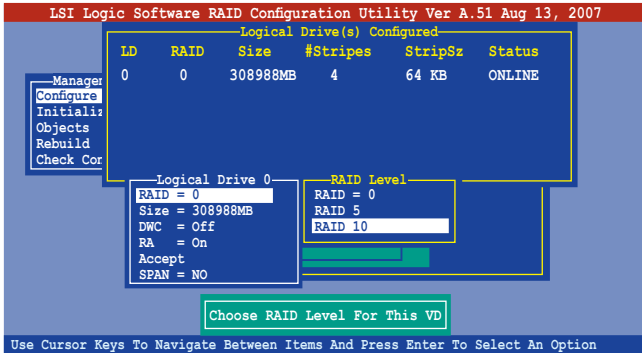 LSI Logic Software RAID Configuration Utility Ver A.51 Aug 13, 2007
Logical Drive(s) Configured
LD RAID Size #Stripes StripSz Status
0 0 308988MB 4 64 KB ONLINE
Configure
Objects
Rebuild
Check
Logical Drive 0
RAID = 0
Size = 308988MB
DWC = Off
RA = On
Accept
SPAN = NO
RAID Level
RAID = 0
RAID 5
RAID 10
Choose RAID Level For This VD
Use Cursor Keys To Navigate Between Items And Press Enter To Select An Option